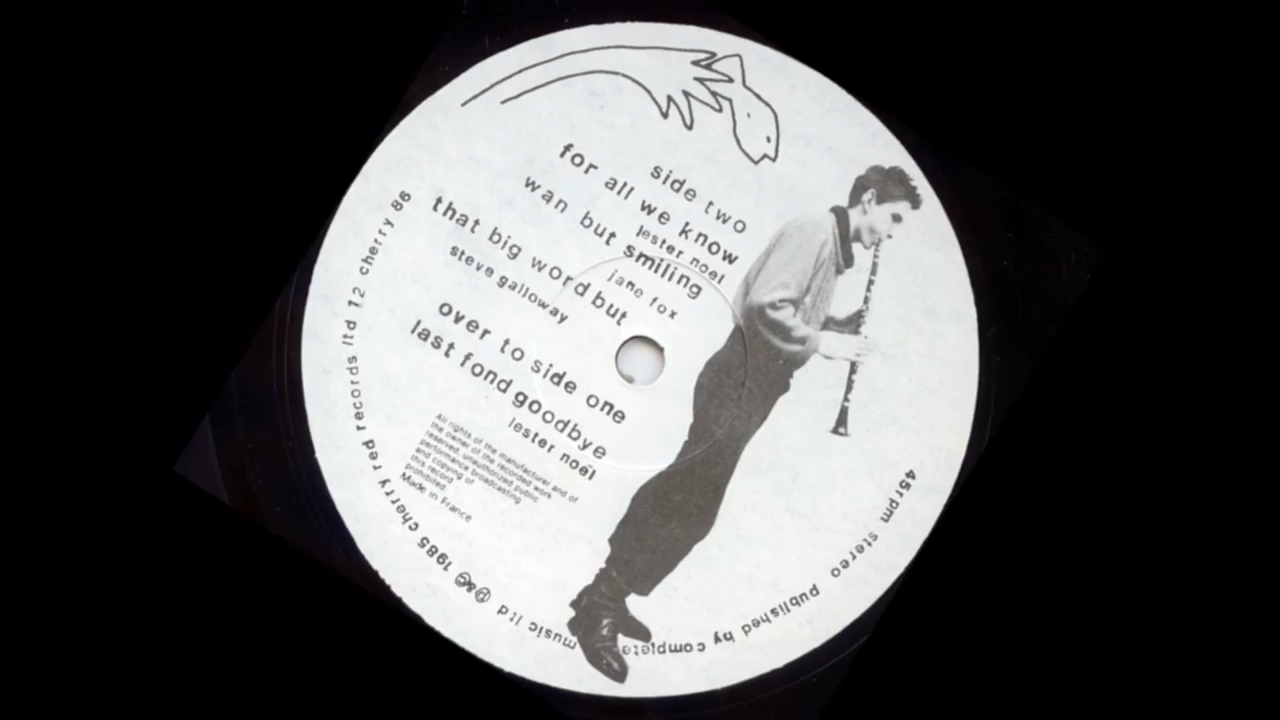 side two
for all we know
lester noel
wan but smiling
jane fox
that big word but
steve galloway
over to side one
last fond goodbye
lester noel
All rights of the manufacturer and of
the owner of the recorded work
reserved. unauthorized public
performance broadcasting
and copying of
this record
prohibited.
Made in France
45rpm stereo published by complete music ltd ⓟ&© 1985 cherry red records ltd 12 cherry 86